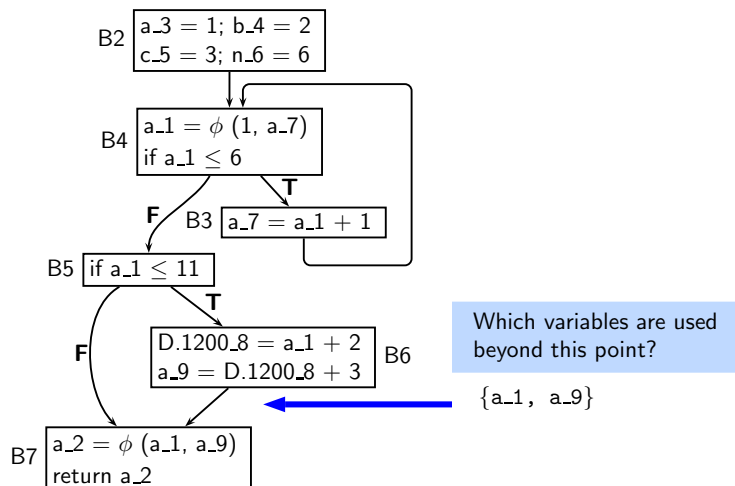 B2
a_3 = 1; b_4 = 2
c_5 = 3; n_6 = 6
B4
a_1 = ϕ (1, a_7)
if a_1 ≤ 6
F
T
B3
a_7 = a_1 + 1
B5
if a_1 ≤ 11
F
T
D.1200_8 = a_1 + 2
a_9 = D.1200_8 + 3
B6
Which variables are used
beyond this point?
{a_1, a_9}
B7
a_2 = ϕ (a_1, a_9)
return a_2